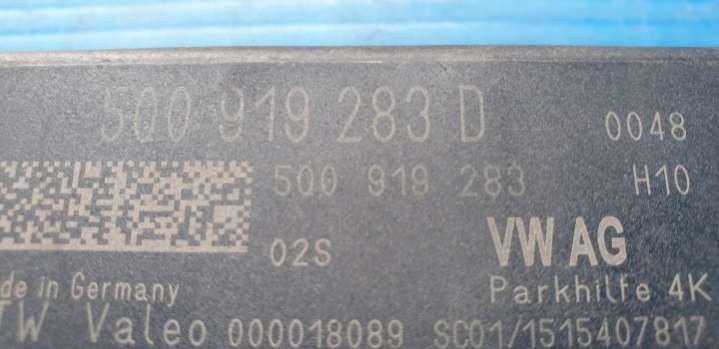 5Q0 919 283 D 0048
5Q0 919 283 H10
02S VW AG
de in Germany Parkhilfe 4K
TW Valeo 000018089 SC01/1515407817